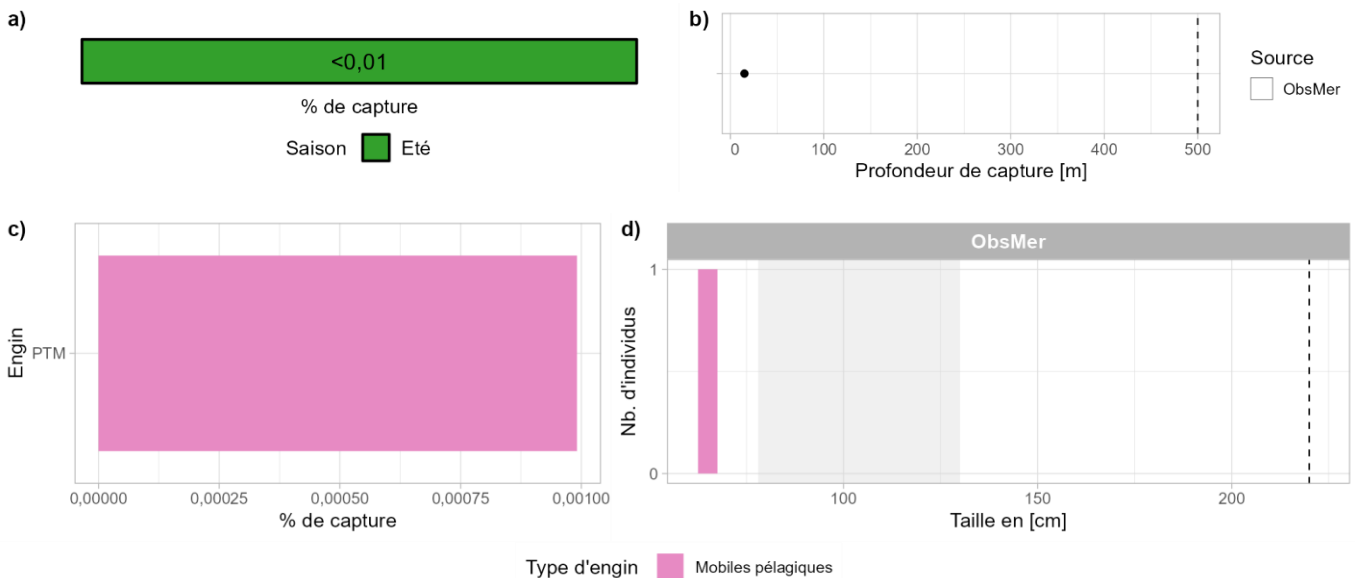 a)
<0,01
% de capture
Saison Eté
b)
0 100 200 300 400 500
Profondeur de capture [m]
Source
ObsMer
c)
Engin
PTM
0,00000 0,00025 0,00050 0,00075 0,00100
% de capture
d)
ObsMer
Nb. d'individus
1
0
100 150 200
Taille en [cm]
Type d'engin Mobiles pélagiques